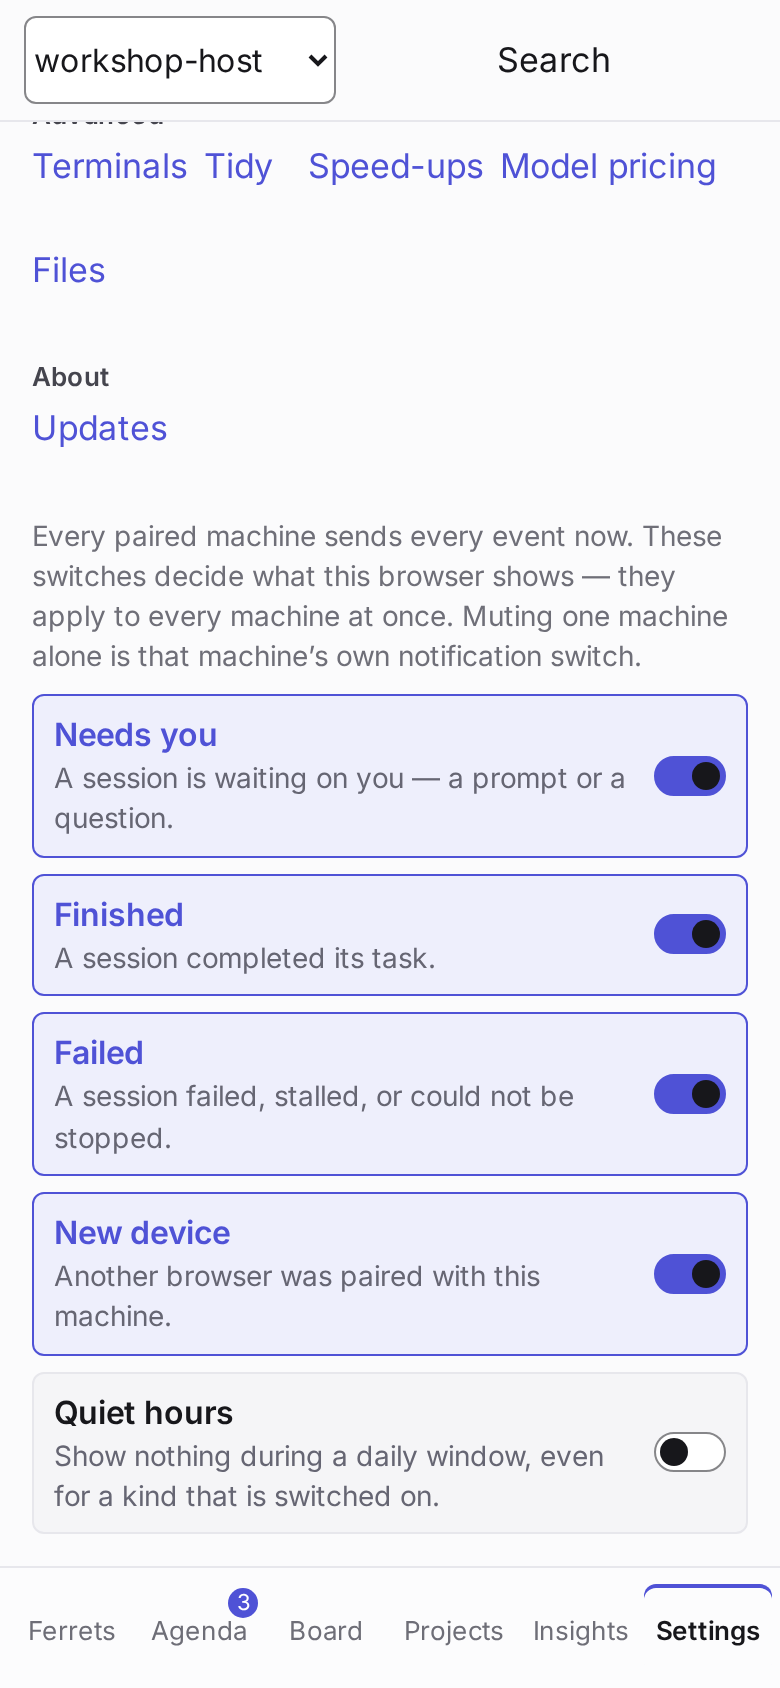 workshop-host
Search
Advanced
Terminals Tidy Speed-ups Model pricing
Files
About
Updates
Every paired machine sends every event now. These
switches decide what this browser shows — they
apply to every machine at once. Muting one machine
alone is that machine’s own notification switch.
Needs you
A session is waiting on you — a prompt or a
question.
Finished
A session completed its task.
Failed
A session failed, stalled, or could not be
stopped.
New device
Another browser was paired with this
machine.
Quiet hours
Show nothing during a daily window, even
for a kind that is switched on.
3
Ferrets Agenda Board Projects Insights Settings